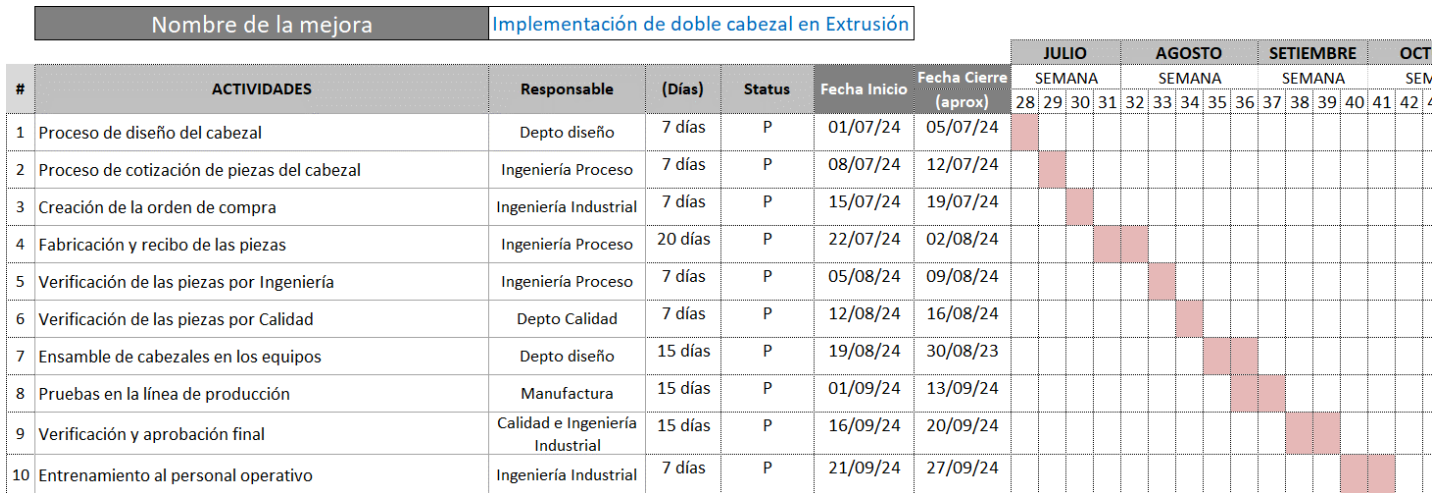 Nombre de la mejora Implementación de doble cabezal en Extrusión
JULIO AGOSTO SETIEMBRE OCT
# ACTIVIDADES Responsable (Días) Status Fecha Inicio Fecha Cierre (aprox) SEMANA SEMANA SEMANA SEM
28 29 30 31 32 33 34 35 36 37 38 39 40 41 42 4
1 Proceso de diseño del cabezal Depto diseño 7 días P 01/07/24 05/07/24
2 Proceso de cotización de piezas del cabezal Ingeniería Proceso 7 días P 08/07/24 12/07/24
3 Creación de la orden de compra Ingeniería Industrial 7 días P 15/07/24 19/07/24
4 Fabricación y recibo de las piezas Ingeniería Proceso 20 días P 22/07/24 02/08/24
5 Verificación de las piezas por Ingeniería Ingeniería Proceso 7 días P 05/08/24 09/08/24
6 Verificación de las piezas por Calidad Depto Calidad 7 días P 12/08/24 16/08/24
7 Ensamble de cabezales en los equipos Depto diseño 15 días P 19/08/24 30/08/23
8 Pruebas en la línea de producción Manufactura 15 días P 01/09/24 13/09/24
9 Verificación y aprobación final Calidad e Ingeniería Industrial 15 días P 16/09/24 20/09/24
10 Entrenamiento al personal operativo Ingeniería Industrial 7 días P 21/09/24 27/09/24